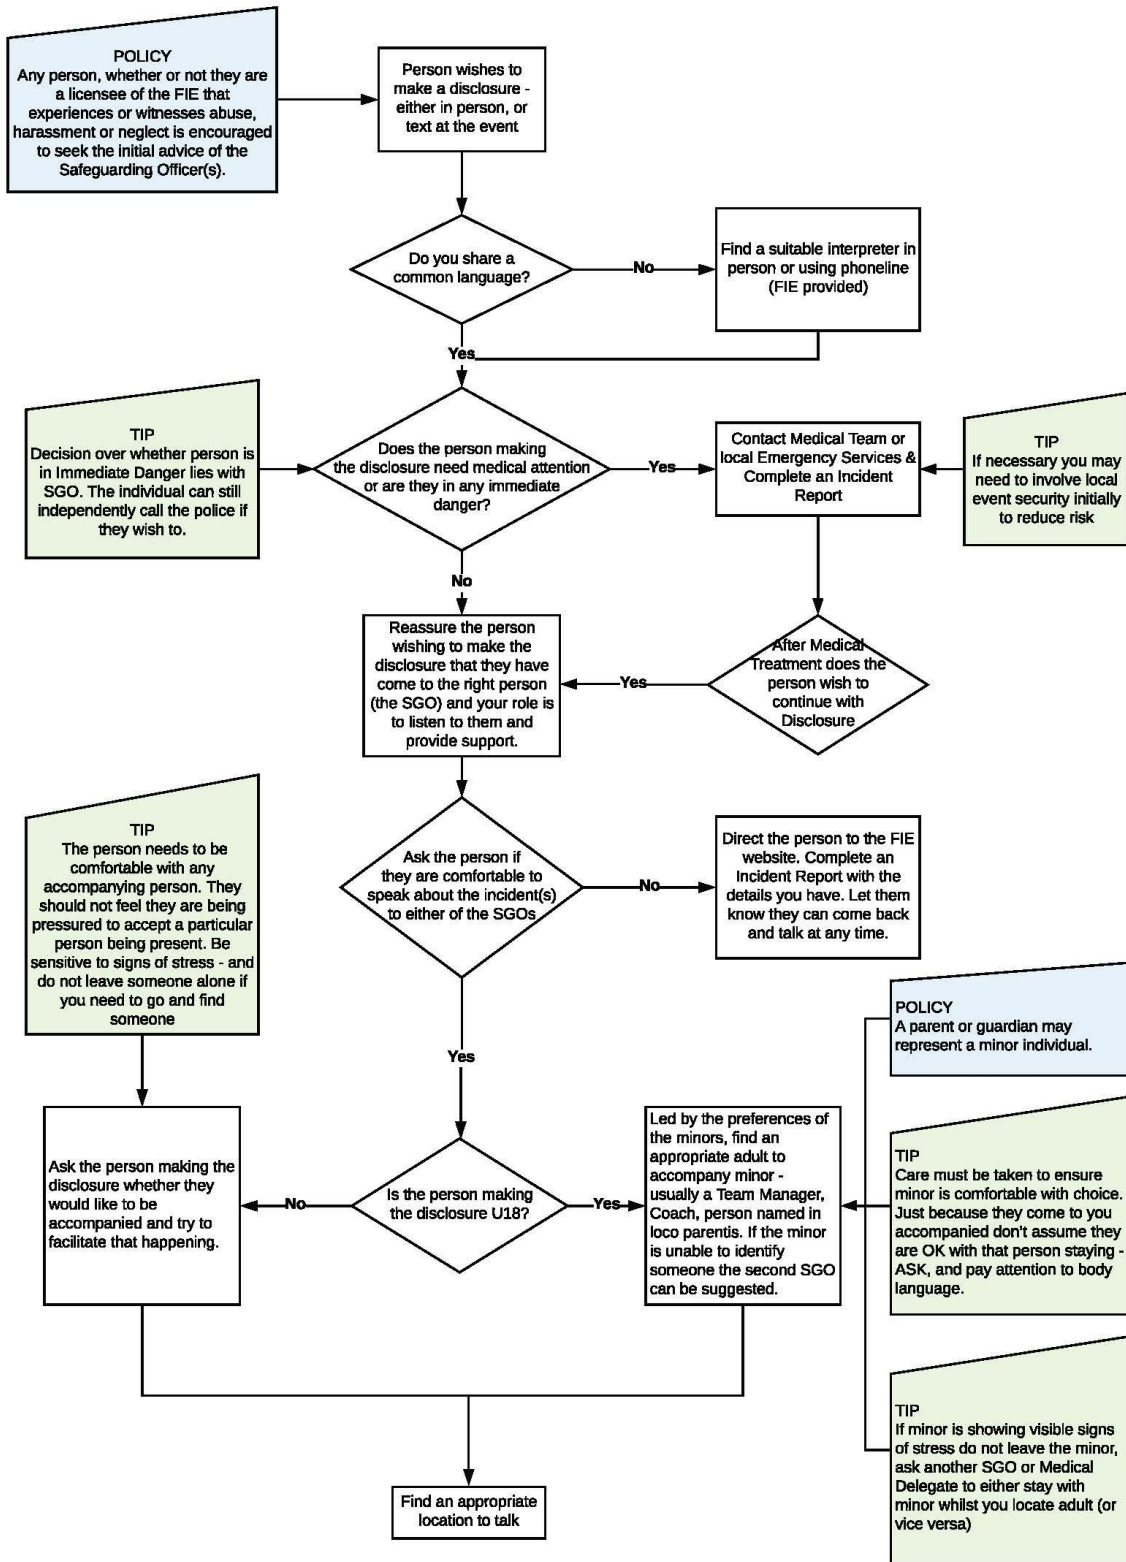 POLICY
Any person, whether or not they are
a licensee of the FIE that
experiences or witnesses abuse,
harassment or neglect is encouraged
to seek the initial advice of the
Safeguarding Officer(s).
Person wishes to
make a disclosure -
either in person, or
text at the event
Do you share a
common language?
No
Find a suitable interpreter in
person or using phoneline
(FIE provided)
Yes
TIP
Decision over whether person is
in Immediate Danger lies with
SGO. The individual can still
independently call the police if
they wish to.
Does the person making
the disclosure need medical attention
or are they in any immediate
danger?
Yes
Contact Medical Team or
local Emergency Services &
Complete an Incident
Report
TIP
If necessary you may
need to involve local
event security initially
to reduce risk
No
Reassure the person
wishing to make the
disclosure that they have
come to the right person
(the SGO) and your role is
to listen to them and
provide support.
Yes
After Medical
Treatment does the
person wish to
continue with
Disclosure
TIP
The person needs to be
comfortable with any
accompanying person. They
should not feel they are being
pressured to accept a particular
person being present. Be
sensitive to signs of stress - and
do not leave someone alone if
you need to go and find
someone
Ask the person if
they are comfortable to
speak about the incident(s)
to either of the SGOs
No
Direct the person to the FIE
website. Complete an
Incident Report with the
details you have. Let them
know they can come back
and talk at any time.
Yes
POLICY
A parent or guardian may
represent a minor individual.
Ask the person making the
disclosure whether they
would like to be
accompanied and try to
facilitate that happening.
No
Is the person making
the disclosure U18?
Yes
Led by the preferences of
the minors, find an
appropriate adult to
accompany minor -
usually a Team Manager,
Coach, person named in
loco parentis. If the minor
is unable to identify
someone the second SGO
can be suggested.
TIP
Care must be taken to ensure
minor is comfortable with choice.
Just because they come to you
accompanied don't assume they
are OK with that person staying -
ASK, and pay attention to body
language.
TIP
If minor is showing visible signs
of stress do not leave the minor,
ask another SGO or Medical
Delegate to either stay with
minor whilst you locate adult (or
vice versa)
Find an appropriate
location to talk